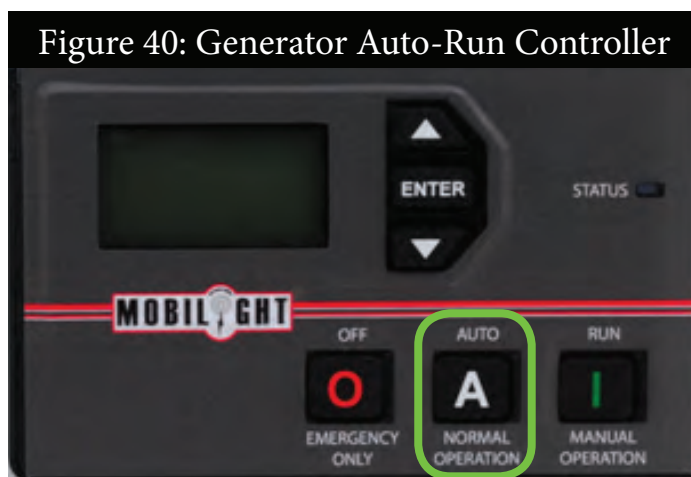 Figure 40: Generator Auto-Run Controller
ENTER
STATUS
MOBILIGHT
OFF AUTO RUN
O A I
EMERGENCY ONLY NORMAL OPERATION MANUAL OPERATION